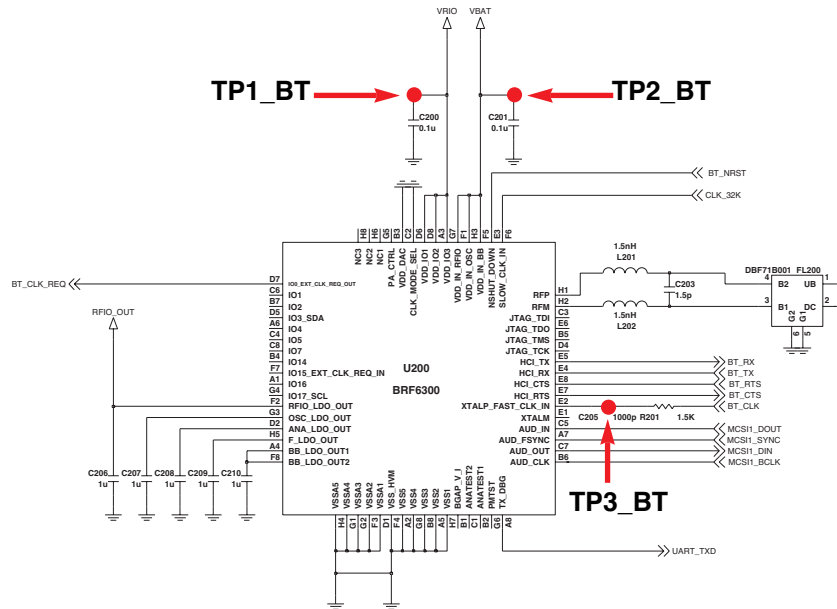 VRIO VBAT
TP1_BT TP2_BT
C200 C201
0.1u 0.1u
BT_NRST
CLK_32K
H8 H6 G5 B3 C2 D6 D8 A3 G7 F1 H3 F5 E3 F6
NC3 NC2 NC1 PA_CTRL VDD_DAC CLK_MODE_SEL VDD_IO1 VDD_IO2 VDD_IO3 VDD_IN_RFIO VDD_IN_OSC VDD_IN_BB NSHUT_DOWN SLOW_CLK_IN
1.5nH
L201
DBF71B001 FL200
BT_CLK_REQ D7 IO0_EXT_CLK_REQ_OUT
C6 IO1
B7 IO2
D5 IO3_SDA
A6 IO4
C4 IO5
C8 IO7
B4 IO14
F7 IO15_EXT_CLK_REQ_IN
A1 IO16
G4 IO17_SCL
F2 RFIO_LDO_OUT
G3 OSC_LDO_OUT
D2 ANA_LDO_OUT
H5 F_LDO_OUT
A4 BB_LDO_OUT1
F8 BB_LDO_OUT2
RFIO_OUT
U200
BRF6300
RFP H1
RFM H2
JTAG_TDI C3
JTAG_TDO E6
JTAG_TMS B5
JTAG_TCK D4
HCI_TX E5 BT_RX
HCI_RX E4 BT_TX
HCI_CTS E8 BT_RTS
HCI_RTS E7 BT_CTS
XTALP_FAST_CLK_IN E2 BT_CLK
XTALM E1
AUD_IN C5 MCSI1_DOUT
AUD_FSYNC A7 MCSI1_SYNC
AUD_OUT C7 MCSI1_DIN
AUD_CLK B6 MCSI1_BCLK
C203
1.5p
1.5nH
L202
4 B2 UB 1
3 B1 DC 2
G2 G1
6 5
C205 1000p R201 1.5K
TP3_BT
C206 C207 C208 C209 C210
1u 1u 1u 1u 1u
VSSA5 VSSA4 VSSA3 VSSA2 VSSA1 VSS_HVM VSS5 VSS4 VSS3 VSS2 VSS1 BGAP_V_I ANATEST2 ANATEST1 PMTST TX_DBG
H4 G1 G1 G2 F3 D1 F4 A2 G8 B8 A5 H7 B1 C1 B2 G6 A8
UART_TXD